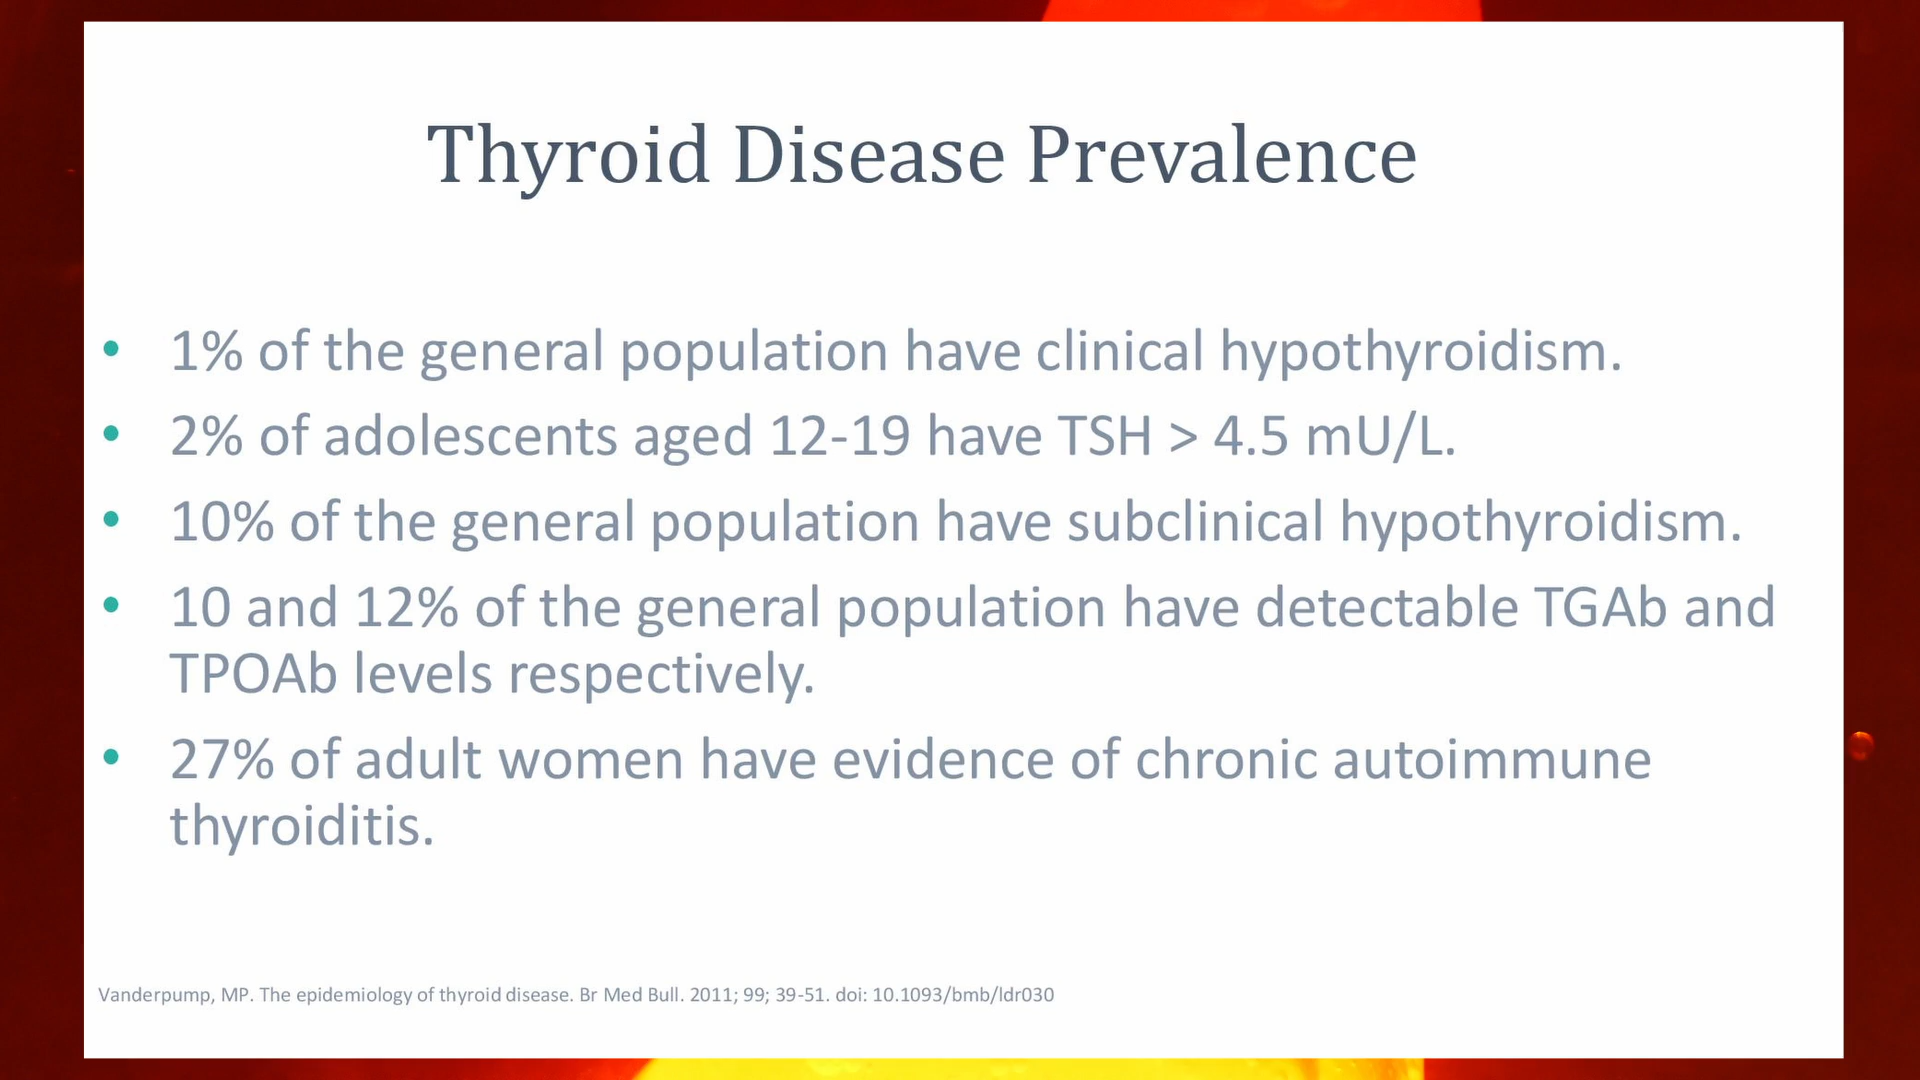 Thyroid Disease Prevalence
• 1% of the general population have clinical hypothyroidism.
• 2% of adolescents aged 12-19 have TSH > 4.5 mU/L.
• 10% of the general population have subclinical hypothyroidism.
• 10 and 12% of the general population have detectable TGAb and
TPOAb levels respectively.
• 27% of adult women have evidence of chronic autoimmune
thyroiditis.
Vanderpump, MP. The epidemiology of thyroid disease. Br Med Bull. 2011; 99; 39-51. doi: 10.1093/bmb/ldr030